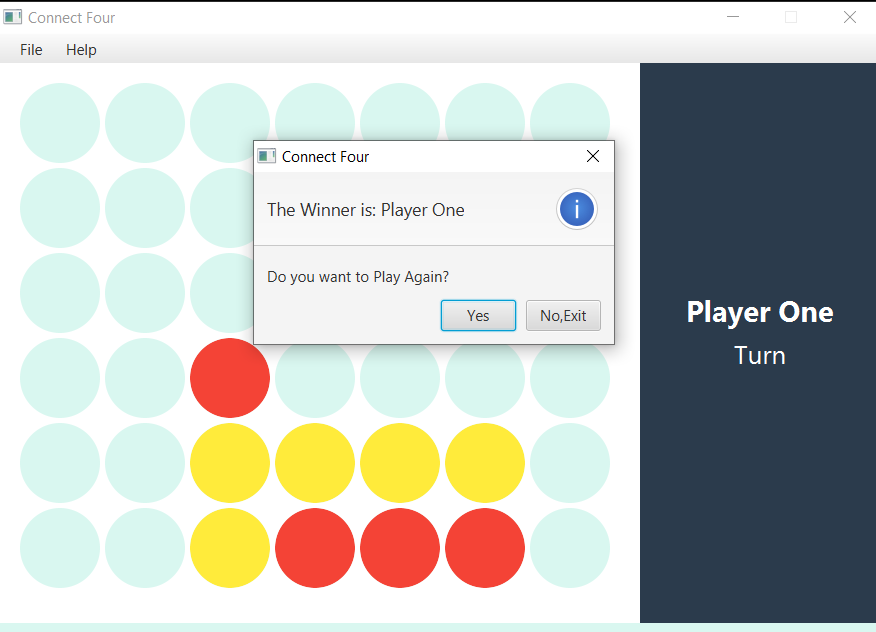 Connect Four
File Help
Connect Four
The Winner is: Player One
i
Do you want to Play Again?
Yes No,Exit
Player One
Turn